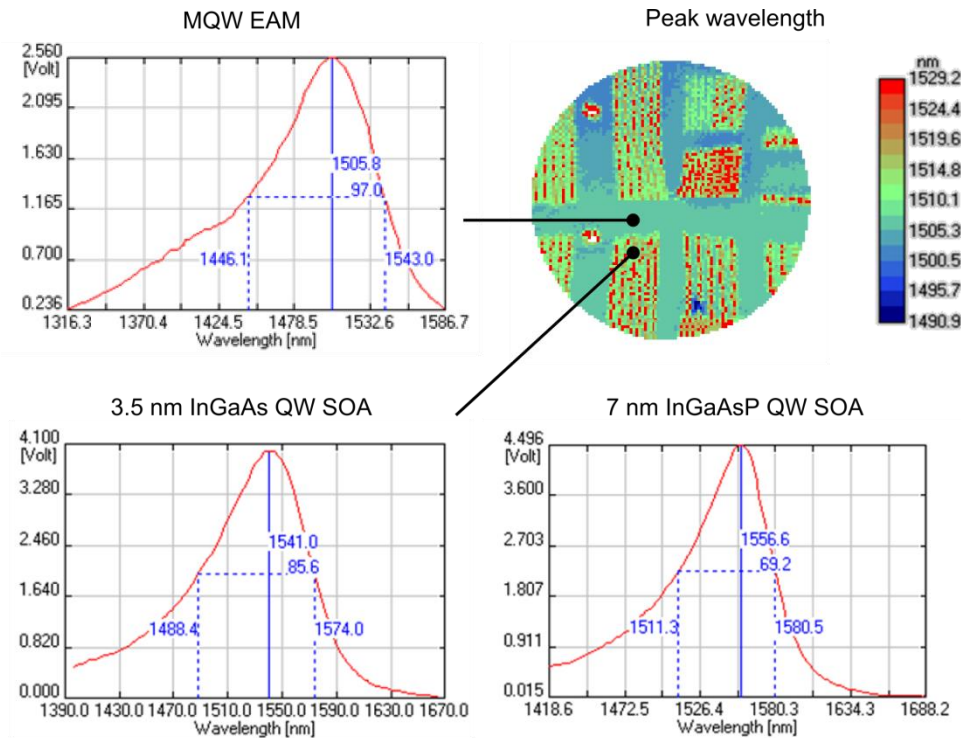 MQW EAM
2.560
[Volt]
2.095
1.630
1.165
0.700
0.236
1505.8
97.0
1446.1
1543.0
1316.3 1370.4 1424.5 1478.5 1532.6 1586.7
Wavelength [nm]
Peak wavelength
nm
1529.2
1524.4
1519.6
1514.8
1510.1
1505.3
1500.5
1495.7
1490.9
3.5 nm InGaAs QW SOA
4.100
[Volt]
3.280
2.460
1.640
0.820
0.000
1541.0
85.6
1488.4
1574.0
1390.0 1430.0 1470.0 1510.0 1550.0 1590.0 1630.0 1670.0
Wavelength [nm]
7 nm InGaAsP QW SOA
4.496
[Volt]
3.600
2.703
1.807
0.911
0.015
1556.6
69.2
1511.3
1580.5
1418.6 1472.5 1526.4 1580.3 1634.3 1688.2
Wavelength [nm]